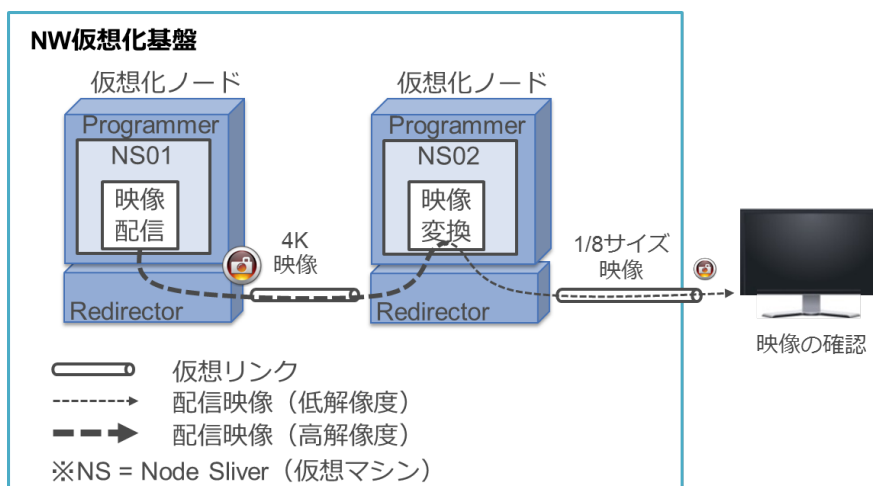 NW仮想化基盤
仮想化ノード
仮想化ノード
Programmer
NS01
映像
配信
Redirector
4K
映像
Programmer
NS02
映像
変換
Redirector
1/8サイズ
映像
映像の確認
仮想リンク
配信映像（低解像度）
配信映像（高解像度）
※NS = Node Sliver（仮想マシン）